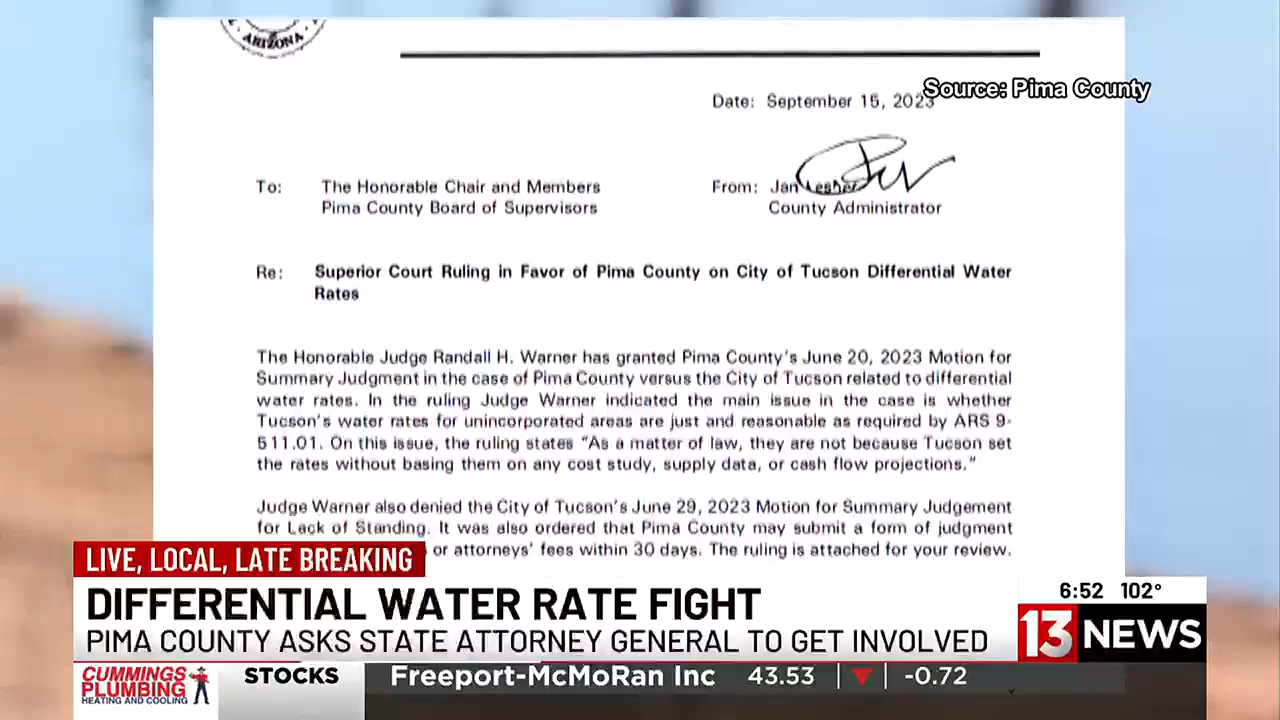 ARIZONA
Source: Pima County
Date: September 15, 2023
To: The Honorable Chair and Members
Pima County Board of Supervisors
From: Jan Lesher
County Administrator
Re: Superior Court Ruling in Favor of Pima County on City of Tucson Differential Water
Rates
The Honorable Judge Randall H. Warner has granted Pima County's June 20, 2023 Motion for
Summary Judgment in the case of Pima County versus the City of Tucson related to differential
water rates. In the ruling Judge Warner indicated the main issue in the case is whether
Tucson's water rates for unincorporated areas are just and reasonable as required by ARS 9-
511.01. On this issue, the ruling states "As a matter of law, they are not because Tucson set
the rates without basing them on any cost study, supply data, or cash flow projections."
Judge Warner also denied the City of Tucson's June 29, 2023 Motion for Summary Judgement
for Lack of Standing. It was also ordered that Pima County may submit a form of judgment
or attorneys' fees within 30 days. The ruling is attached for your review.
LIVE, LOCAL, LATE BREAKING
DIFFERENTIAL WATER RATE FIGHT
PIMA COUNTY ASKS STATE ATTORNEY GENERAL TO GET INVOLVED
6:52 102°
13 NEWS
CUMMINGS
PLUMBING
HEATING AND COOLING
STOCKS
Freeport-McMoRan Inc 43.53 -0.72